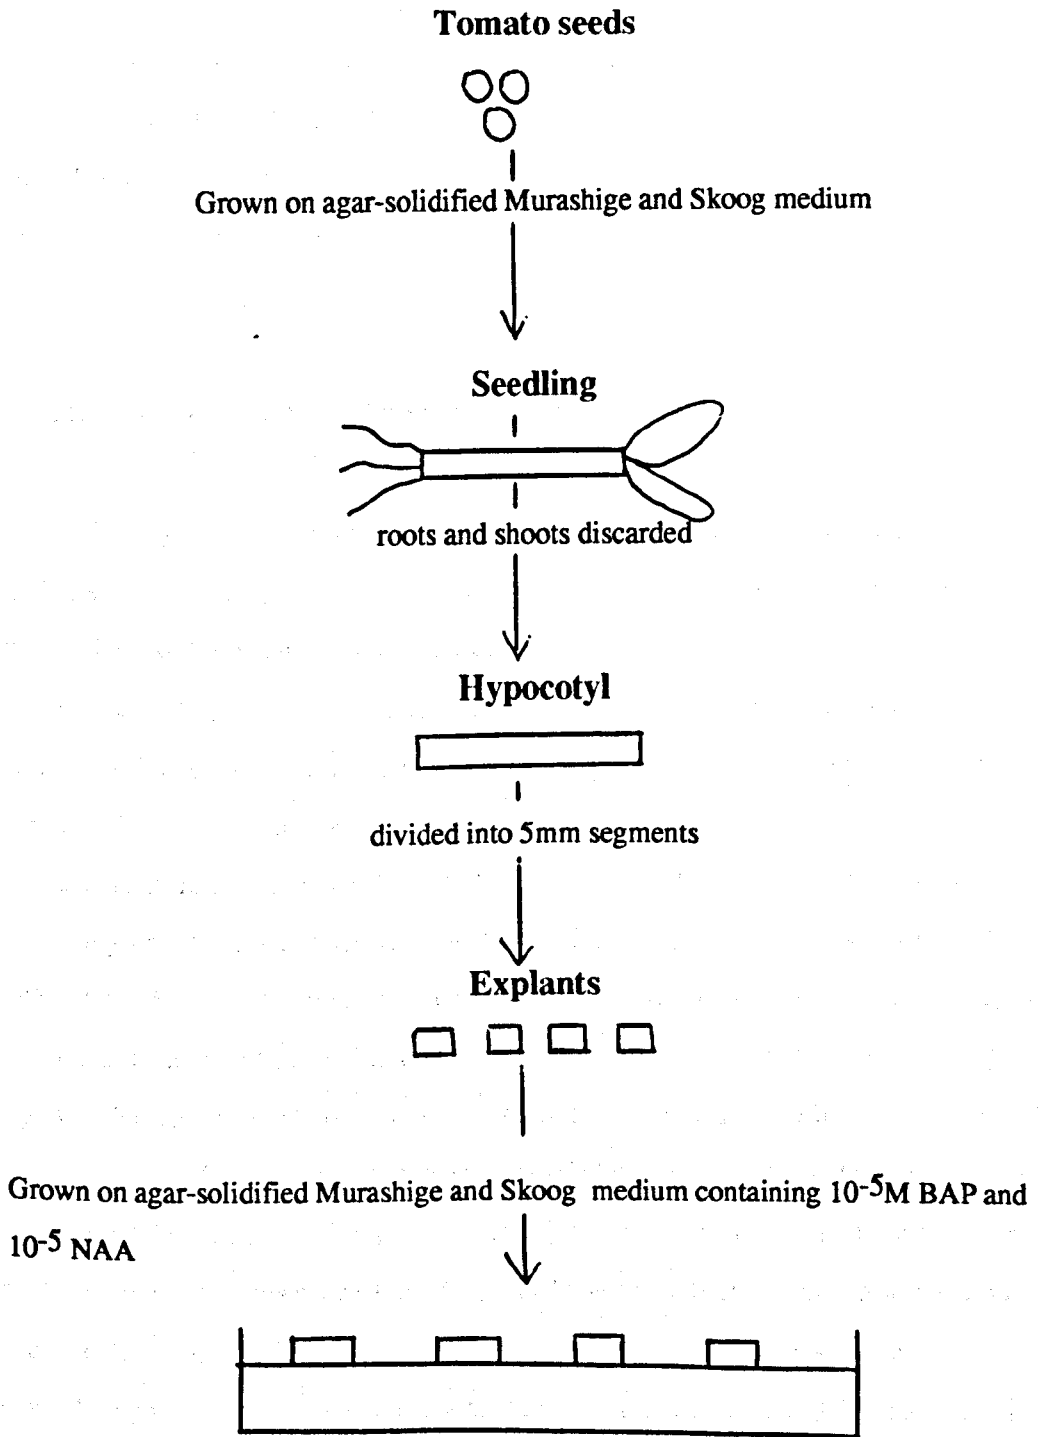 Tomato seeds
Grown on agar-solidified Murashige and Skoog medium
Seedling
roots and shoots discarded
Hypocotyl
divided into 5mm segments
Explants
Grown on agar-solidified Murashige and Skoog medium containing 10⁻⁵M BAP and
10⁻⁵ NAA